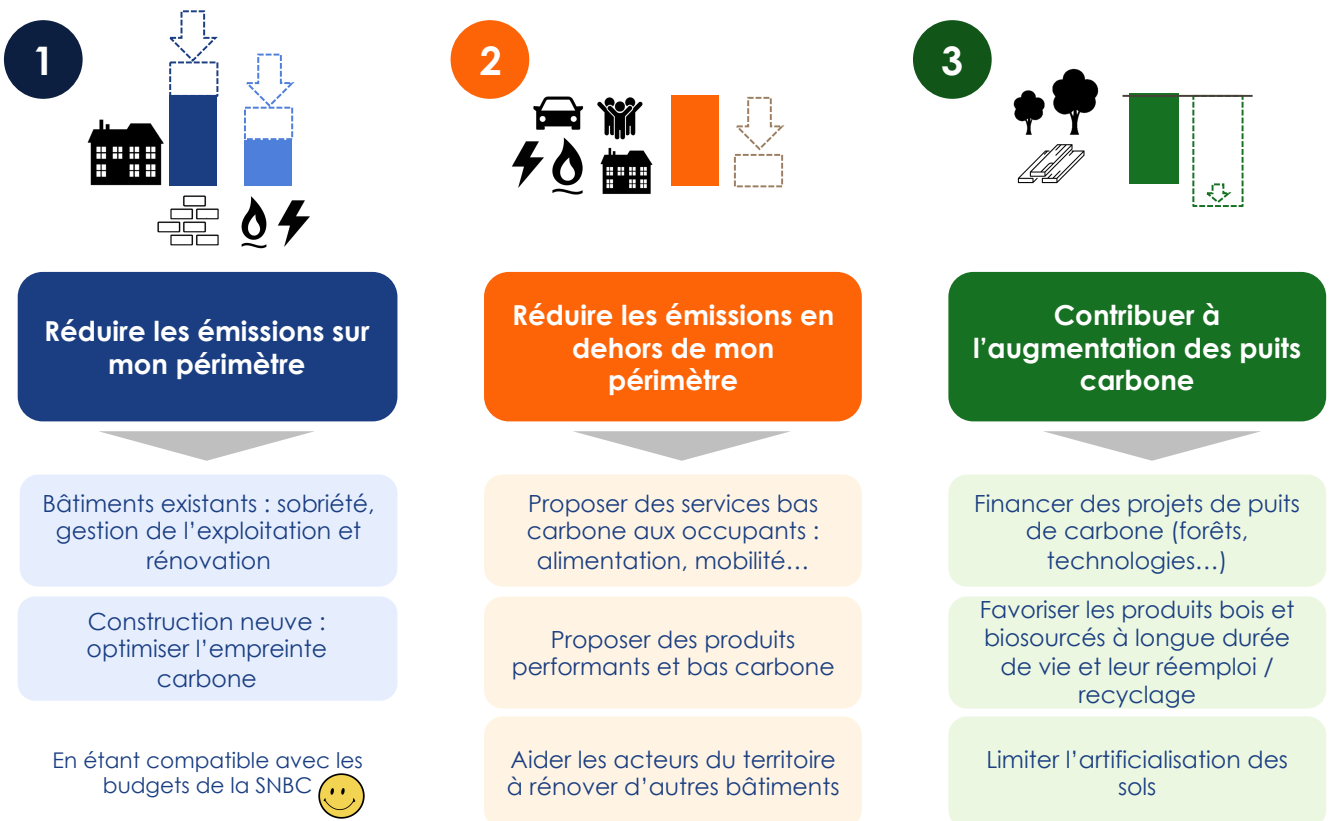 1
Réduire les émissions sur
mon périmètre
Bâtiments existants : sobriété,
gestion de l’exploitation et
rénovation
Construction neuve :
optimiser l’empreinte
carbone
En étant compatible avec les
budgets de la SNBC
2
Réduire les émissions en
dehors de mon
périmètre
Proposer des services bas
carbone aux occupants :
alimentation, mobilité…
Proposer des produits
performants et bas carbone
Aider les acteurs du territoire
à rénover d’autres bâtiments
3
Contribuer à
l’augmentation des puits
carbone
Financer des projets de puits
de carbone (forêts,
technologies…)
Favoriser les produits bois et
biosourcés à longue durée
de vie et leur réemploi /
recyclage
Limiter l’artificialisation des
sols